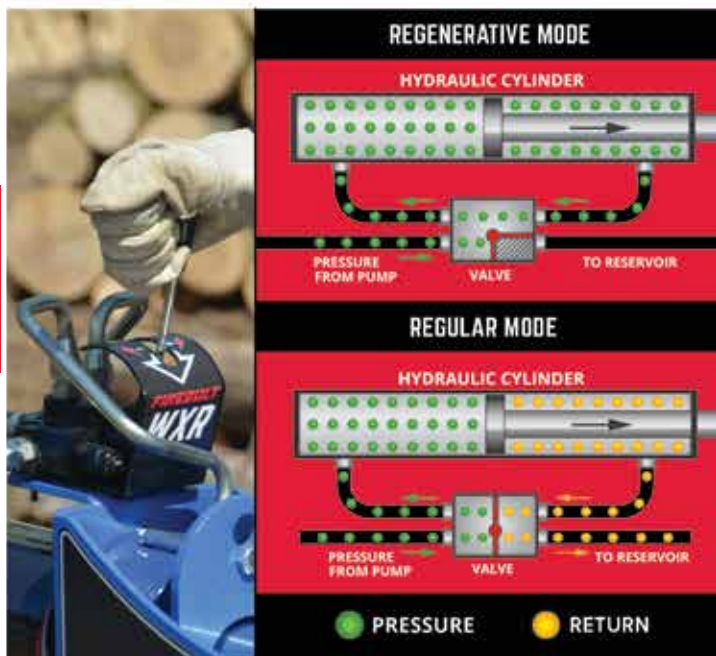 REGENERATIVE MODE
HYDRAULIC CYLINDER
PRESSURE
FROM PUMP
VALVE
TO RESERVOIR
REGULAR MODE
HYDRAULIC CYLINDER
PRESSURE
FROM PUMP
VALVE
TO RESERVOIR
PRESSURE
RETURN
FIREBOLT
WXR